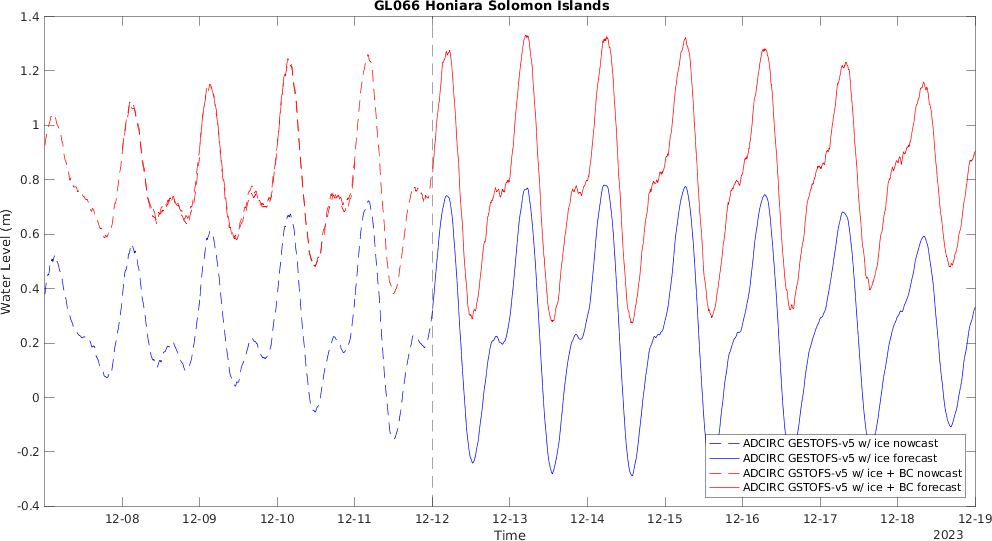 GL066 Honiara Solomon Islands
1.4
1.2
1
0.8
0.6
0.4
0.2
0
-0.2
-0.4
Water Level (m)
ADCIRC GESTOFS-v5 w/ ice nowcast
ADCIRC GESTOFS-v5 w/ ice forecast
ADCIRC GSTOFS-v5 w/ ice + BC nowcast
ADCIRC GSTOFS-v5 w/ ice + BC forecast
12-08 12-09 12-10 12-11 12-12 12-13 12-14 12-15 12-16 12-17 12-18 12-19
Time
2023